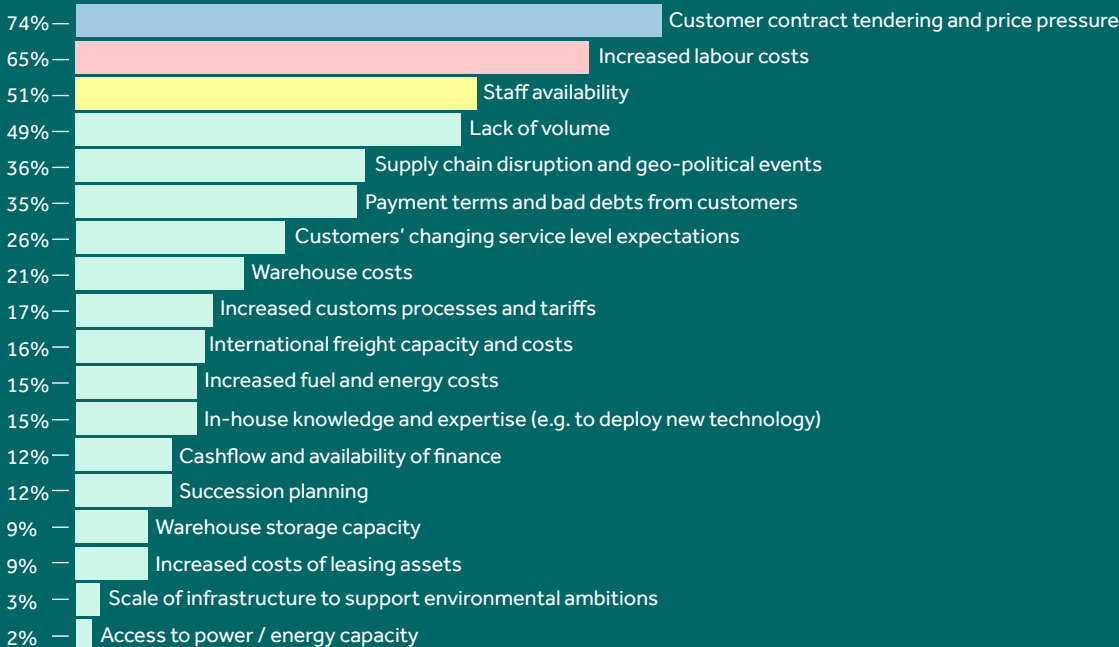 74% Customer contract tendering and price pressure
65% Increased labour costs
51% Staff availability
49% Lack of volume
36% Supply chain disruption and geo-political events
35% Payment terms and bad debts from customers
26% Customers’ changing service level expectations
21% Warehouse costs
17% Increased customs processes and tariffs
16% International freight capacity and costs
15% Increased fuel and energy costs
15% In-house knowledge and expertise (e.g. to deploy new technology)
12% Cashflow and availability of finance
12% Succession planning
9% Warehouse storage capacity
9% Increased costs of leasing assets
3% Scale of infrastructure to support environmental ambitions
2% Access to power / energy capacity